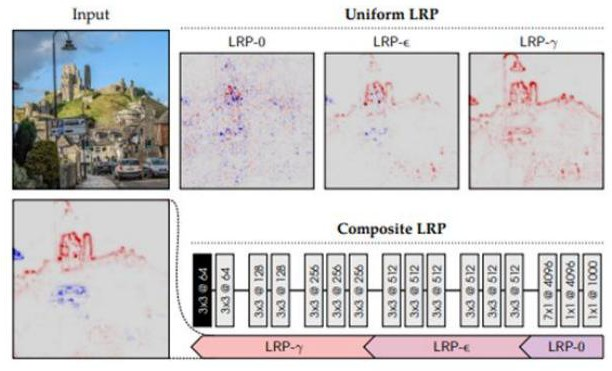 Input
Uniform LRP
LRP-0
LRP-ϵ
LRP-γ
Composite LRP
3x3 @ 64
3x3 @ 64
3x3 @ 128
3x3 @ 128
3x3 @ 256
3x3 @ 256
3x3 @ 256
3x3 @ 512
3x3 @ 512
3x3 @ 512
3x3 @ 512
3x3 @ 512
3x3 @ 512
7x1 @ 4096
1x1 @ 4096
1x1 @ 1000
LRP-γ
LRP-ϵ
LRP-0